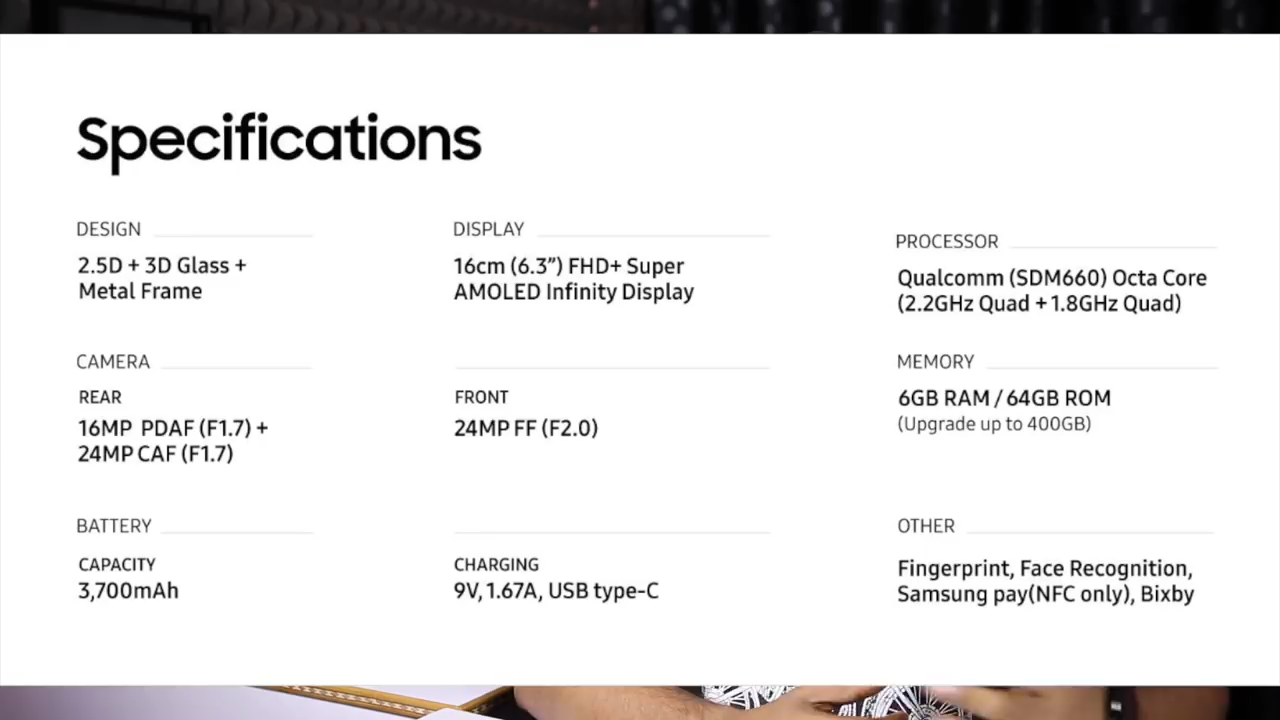 Specifications
DESIGN
2.5D + 3D Glass +
Metal Frame
DISPLAY
16cm (6.3”) FHD+ Super
AMOLED Infinity Display
PROCESSOR
Qualcomm (SDM660) Octa Core
(2.2GHz Quad + 1.8GHz Quad)
CAMERA
REAR
16MP PDAF (F1.7) +
24MP CAF (F1.7)
FRONT
24MP FF (F2.0)
MEMORY
6GB RAM / 64GB ROM
(Upgrade up to 400GB)
BATTERY
CAPACITY
3,700mAh
CHARGING
9V, 1.67A, USB type-C
OTHER
Fingerprint, Face Recognition,
Samsung pay(NFC only), Bixby